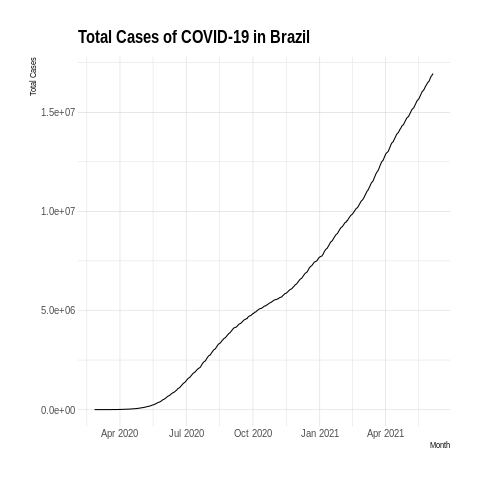 Total Cases of COVID-19 in Brazil
Total Cases
1.5e+07
1.0e+07
5.0e+06
0.0e+00
Apr 2020 Jul 2020 Oct 2020 Jan 2021 Apr 2021
Month